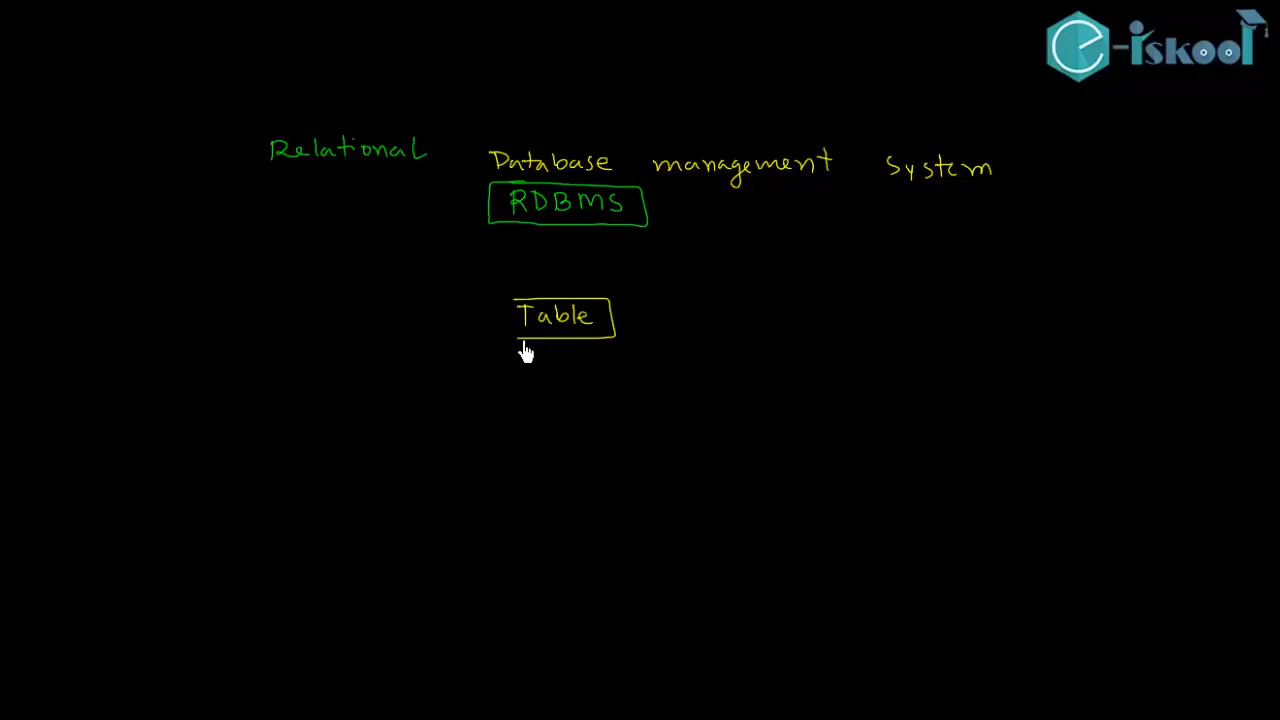 e-iskool
Relational Database management System
RDBMS
Table